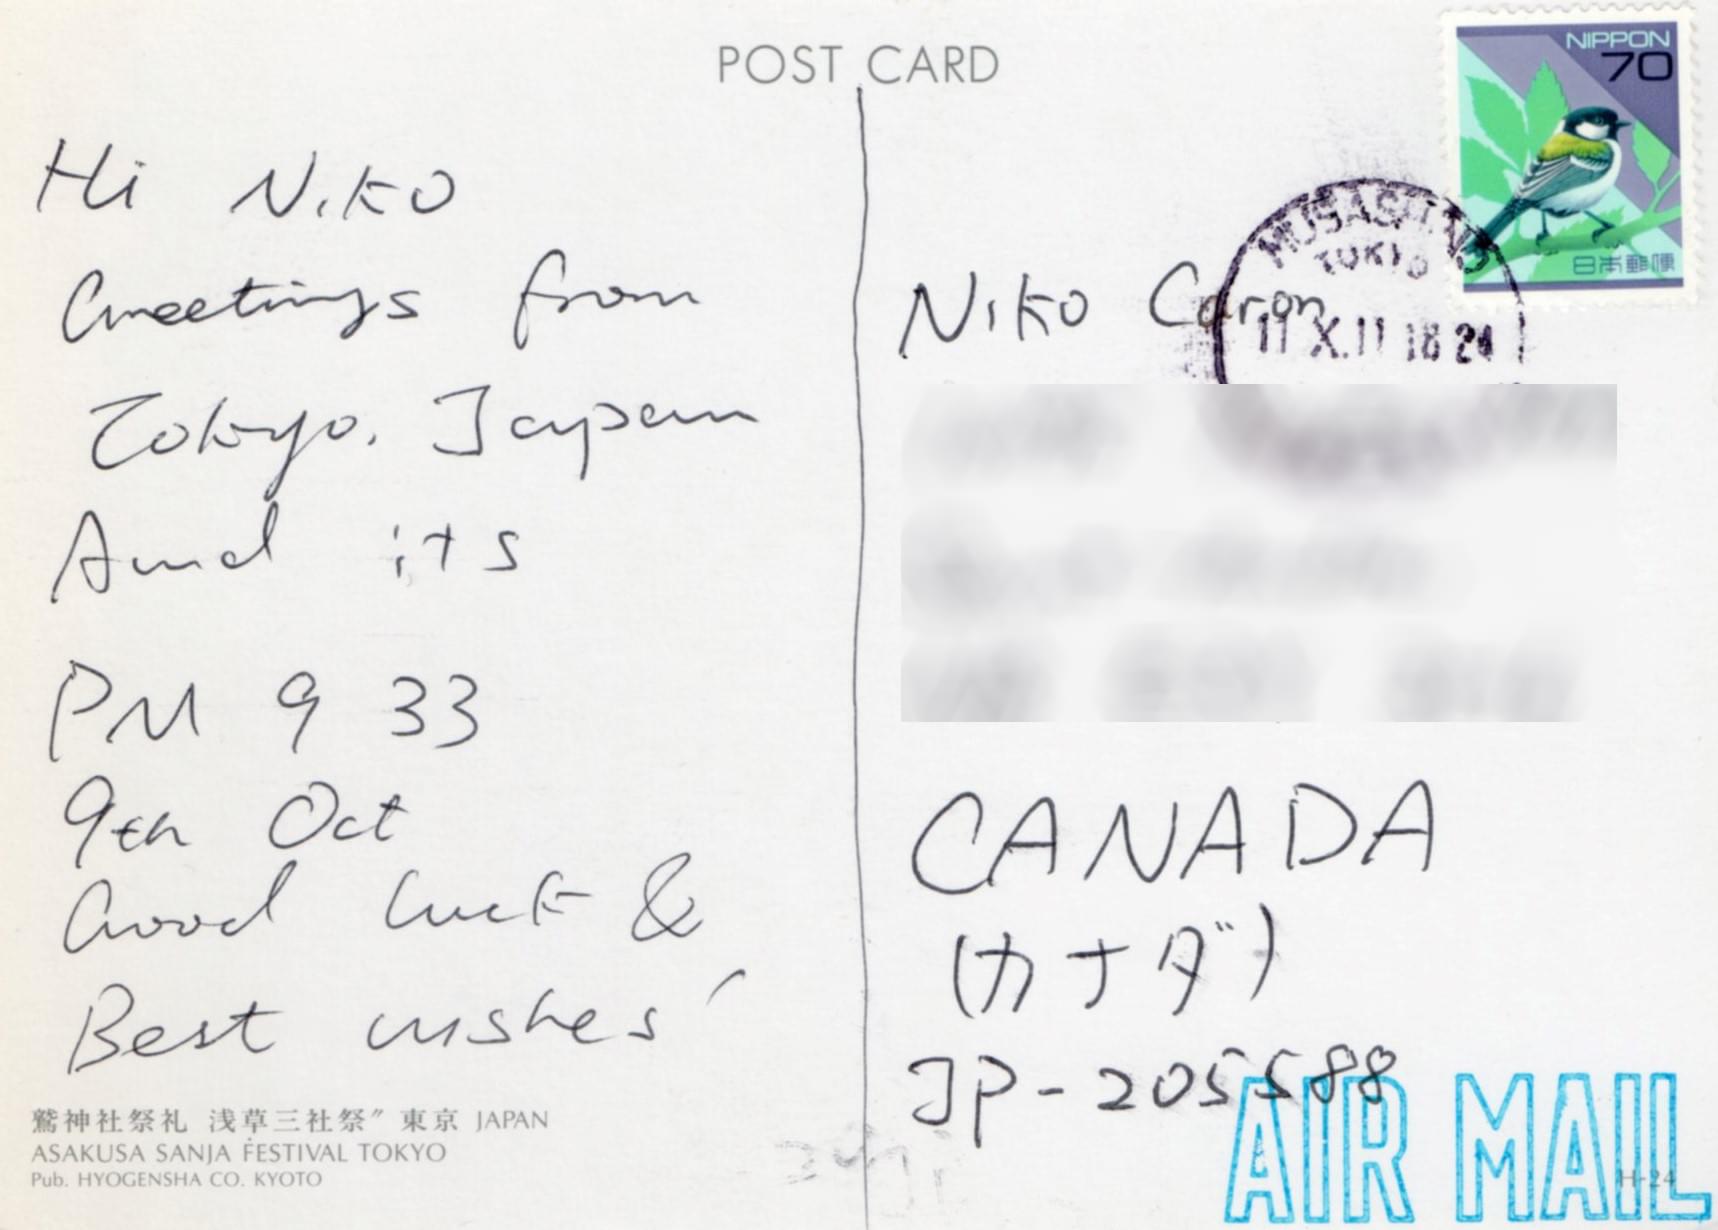 POST CARD
Hi Niko
Greetings from
Tokyo. Japan
And its
PM 9 33
9th Oct
Good luck &
Best wishes
鷲神社祭礼 浅草三社祭〃 東京 JAPAN
ASAKUSA SANJA FESTIVAL TOKYO
Pub. HYOGENSHA CO. KYOTO
NIPPON
70
日本郵便
MUSASHINO
TOKYO
11.X.11 18 24
Niko Caron
CANADA
(カナダ)
JP-205588
AIR MAIL
H-24